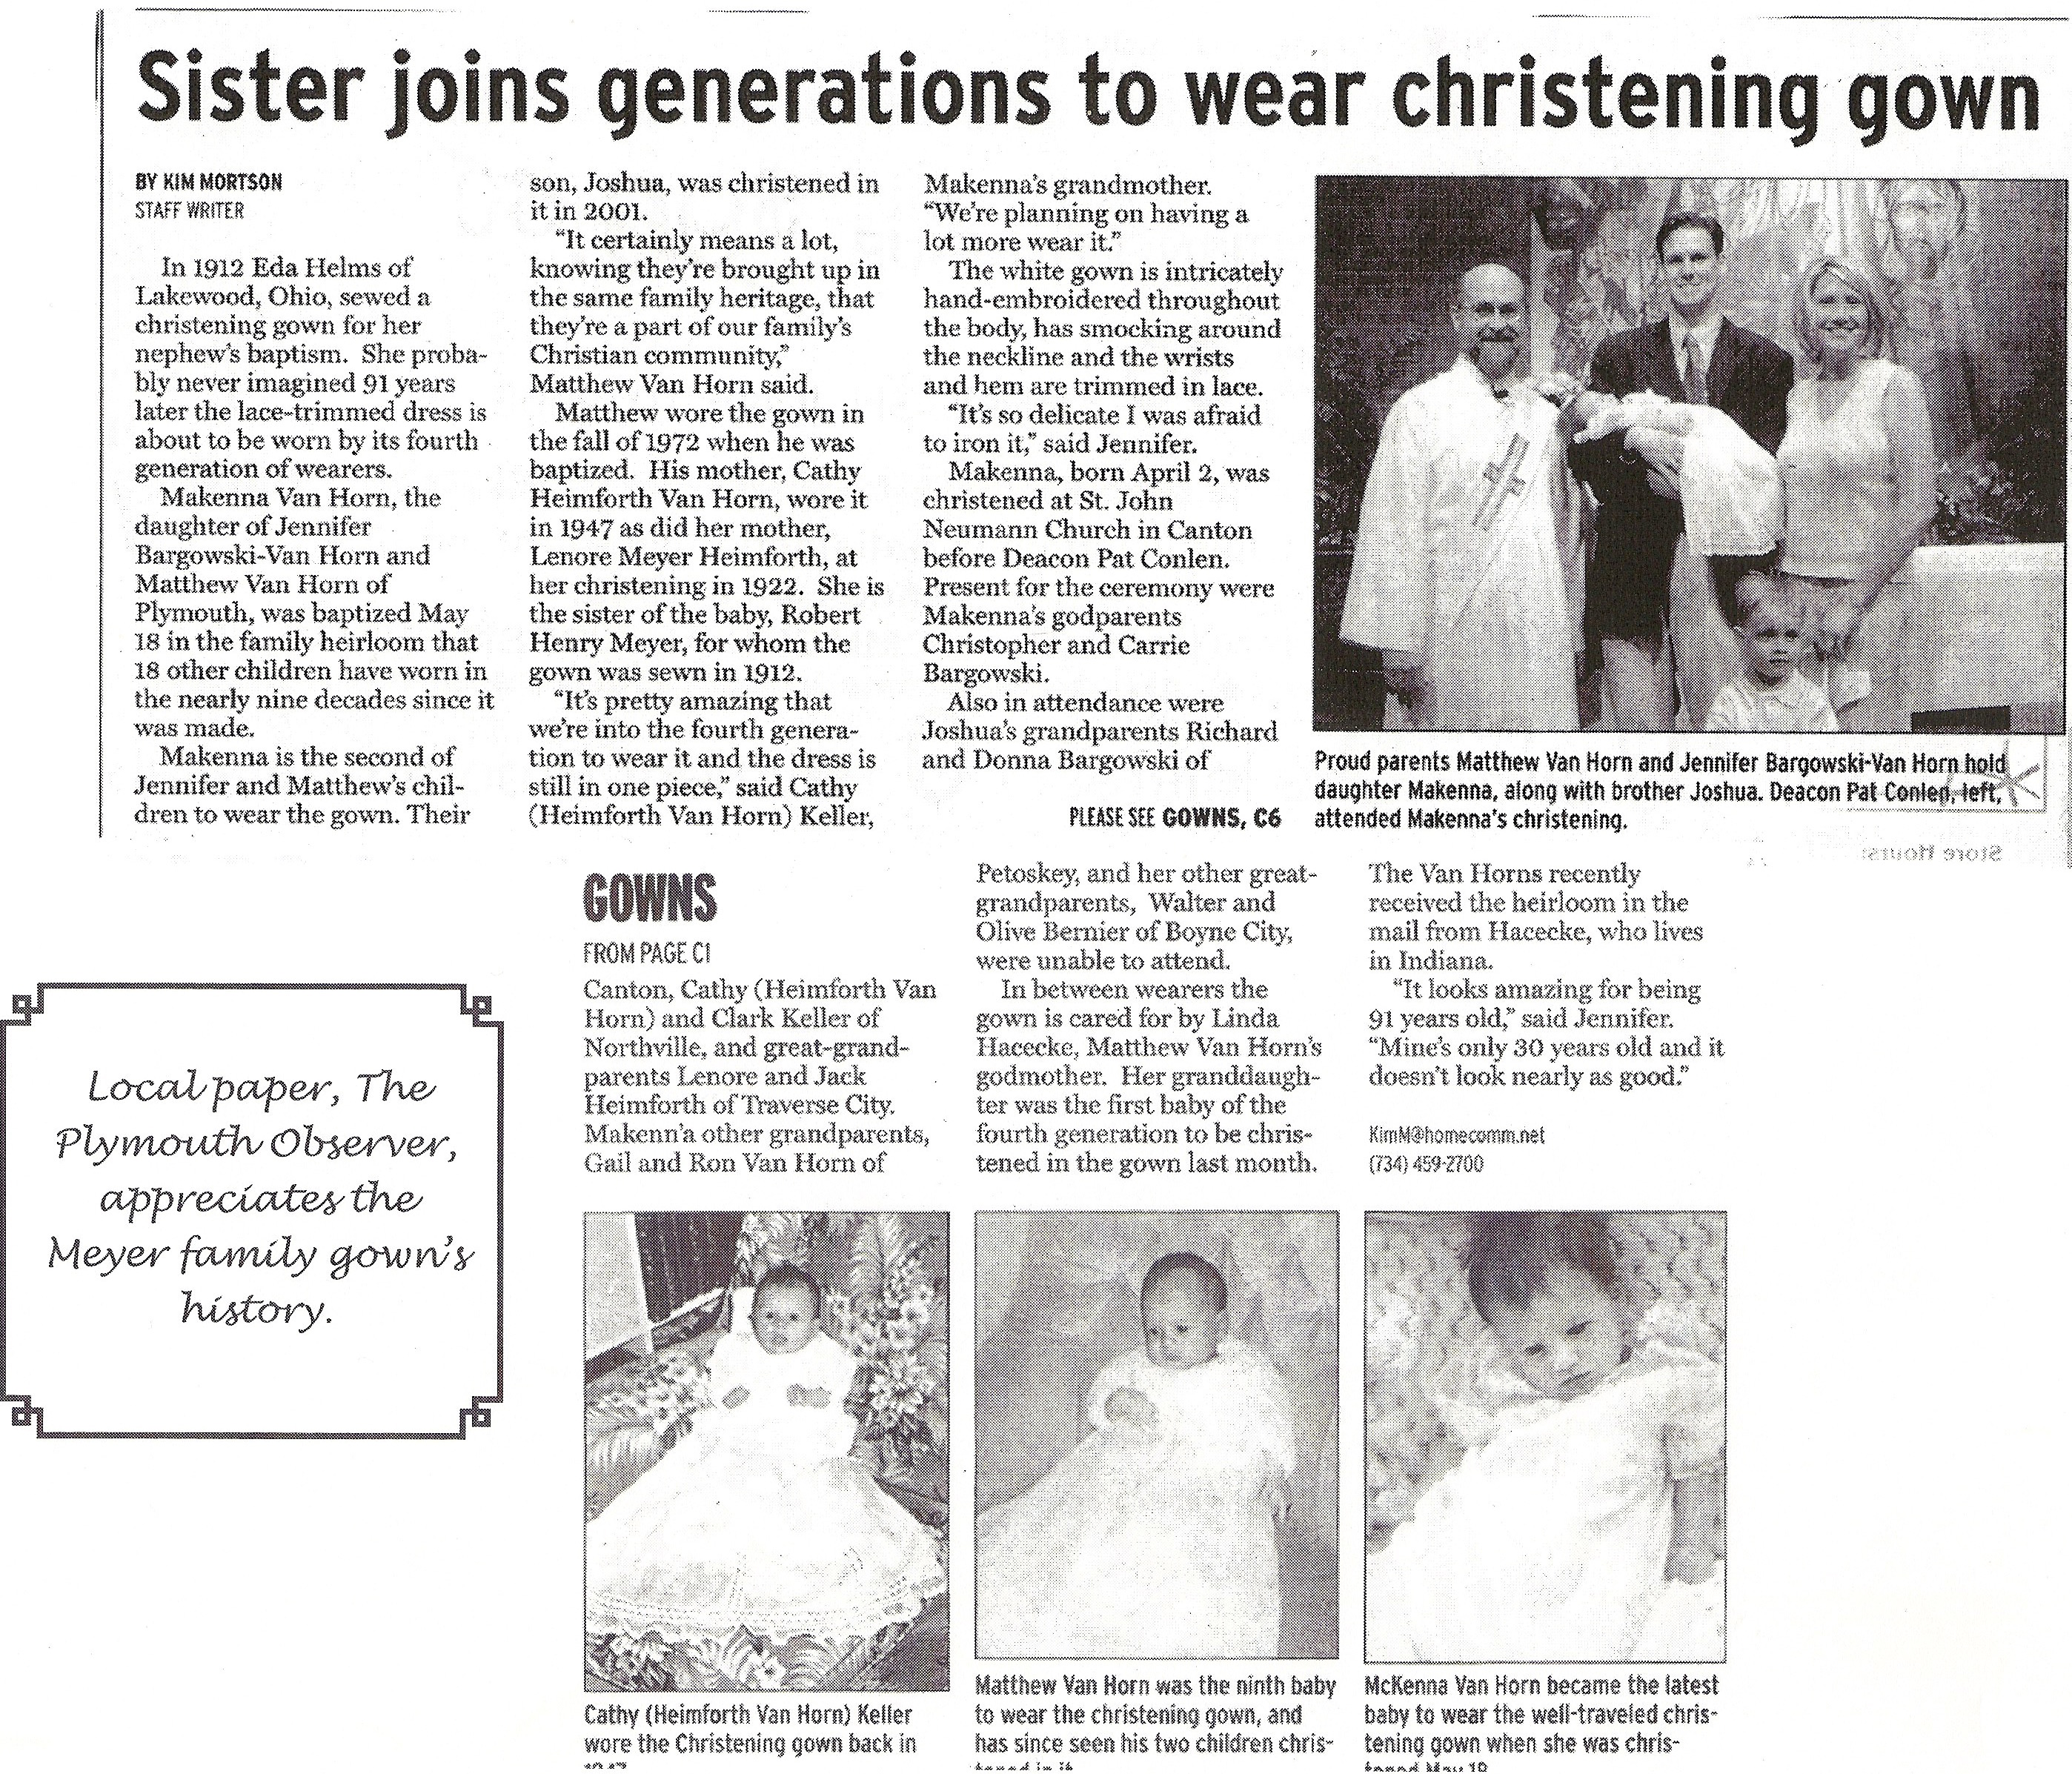 Sister joins generations to wear christening gown
BY KIM MORTSON
STAFF WRITER
In 1912 Eda Helms of
Lakewood, Ohio, sewed a
christening gown for her
nephew's baptism. She proba-
bly never imagined 91 years
later the lace-trimmed dress is
about to be worn by its fourth
generation of wearers.
Makenna Van Horn, the
daughter of Jennifer
Bargowski-Van Horn and
Matthew Van Horn of
Plymouth, was baptized May
18 in the family heirloom that
18 other children have worn in
the nearly nine decades since it
was made.
Makenna is the second of
Jennifer and Matthew's chil-
dren to wear the gown. Their
son, Joshua, was christened in
it in 2001.
"It certainly means a lot,
knowing they're brought up in
the same family heritage, that
they're a part of our family's
Christian community,"
Matthew Van Horn said.
Matthew wore the gown in
the fall of 1972 when he was
baptized. His mother, Cathy
Heimforth Van Horn, wore it
in 1947 as did her mother,
Lenore Meyer Heimforth, at
her christening in 1922. She is
the sister of the baby, Robert
Henry Meyer, for whom the
gown was sewn in 1912.
"It's pretty amazing that
we're into the fourth genera-
tion to wear it and the dress is
still in one piece," said Cathy
(Heimforth Van Horn) Keller,
Makenna's grandmother.
"We're planning on having a
lot more wear it."
The white gown is intricately
hand-embroidered throughout
the body, has smocking around
the neckline and the wrists
and hem are trimmed in lace.
"It's so delicate I was afraid
to iron it," said Jennifer.
Makenna, born April 2, was
christened at St. John
Neumann Church in Canton
before Deacon Pat Conlen.
Present for the ceremony were
Makenna's godparents
Christopher and Carrie
Bargowski.
Also in attendance were
Joshua's grandparents Richard
and Donna Bargowski of
PLEASE SEE GOWNS, C6
Proud parents Matthew Van Horn and Jennifer Bargowski-Van Horn hold
daughter Makenna, along with brother Joshua. Deacon Pat Conlen, left,
attended Makenna's christening.
Store Hours:
GOWNS
FROM PAGE C1
Canton, Cathy (Heimforth Van
Horn) and Clark Keller of
Northville, and great-grand-
parents Lenore and Jack
Heimforth of Traverse City.
Makenn'a other grandparents,
Gail and Ron Van Horn of
Petoskey, and her other great-
grandparents, Walter and
Olive Bernier of Boyne City,
were unable to attend.
In between wearers the
gown is cared for by Linda
Hacecke, Matthew Van Horn's
godmother. Her granddaugh-
ter was the first baby of the
fourth generation to be chris-
tened in the gown last month.
The Van Horns recently
received the heirloom in the
mail from Hacecke, who lives
in Indiana.
"It looks amazing for being
91 years old," said Jennifer.
"Mine's only 30 years old and it
doesn't look nearly as good."
KimM@homecomm.net
(734) 459-2700
Local paper, The
Plymouth Observer,
appreciates the
Meyer family gown's
history.
Cathy (Heimforth Van Horn) Keller
wore the Christening gown back in
1947
Matthew Van Horn was the ninth baby
to wear the christening gown, and
has since seen his two children chris-
tened in it
McKenna Van Horn became the latest
baby to wear the well-traveled chris-
tening gown when she was chris-
tened May 18